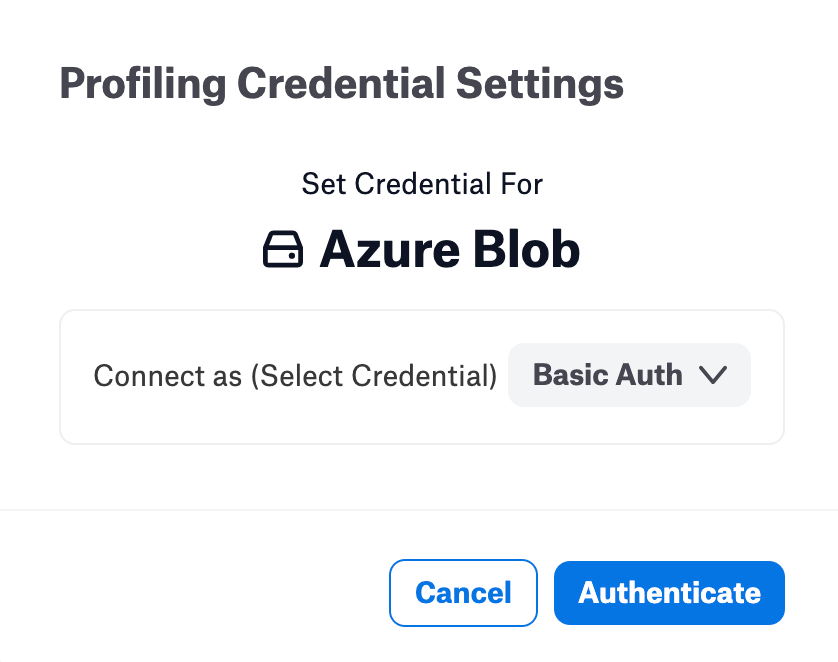 Profiling Credential Settings
Set Credential For
Azure Blob
Connect as (Select Credential) Basic Auth
Cancel Authenticate